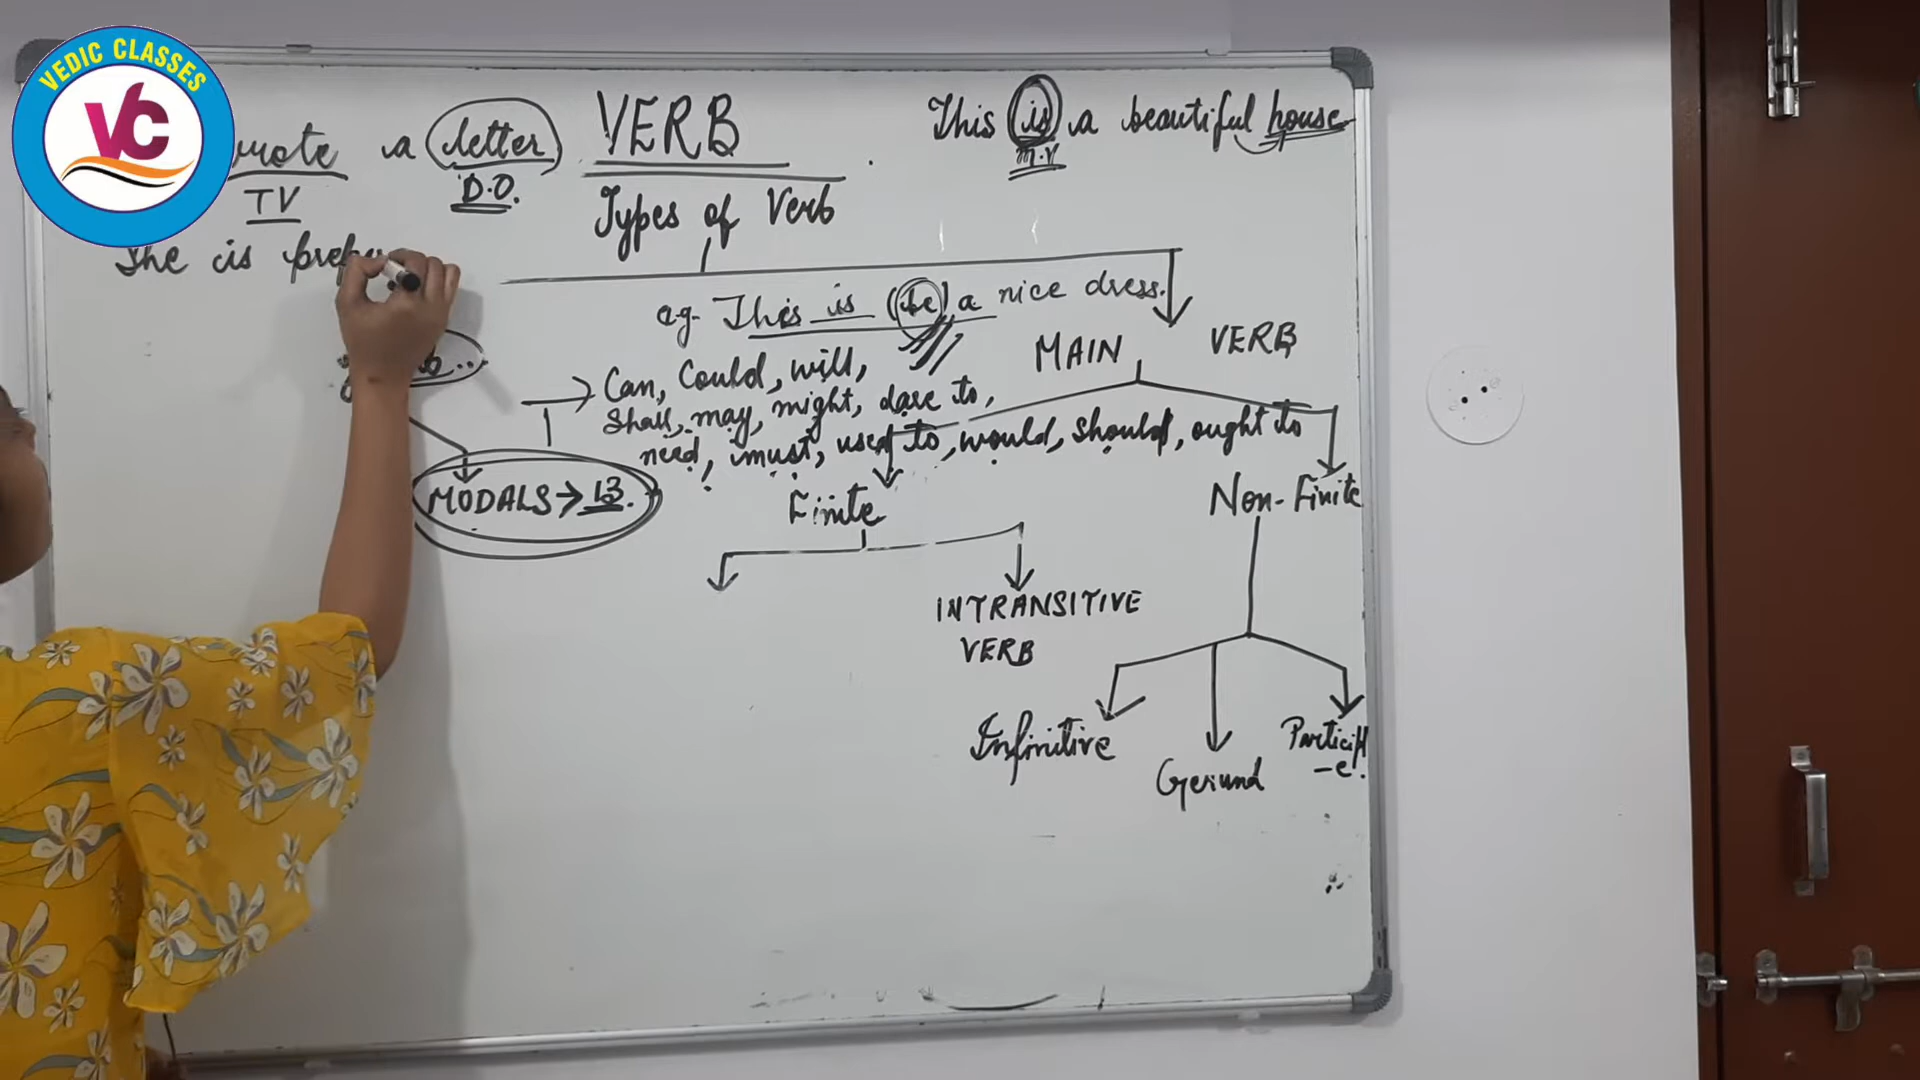 VEDIC CLASSES
VC
wrote a letter
TV
D.O.
She is prepa
VERB
Types of Verb
This is a beautiful house
M.V
e.g. This is (be) a nice dress.
MAIN VERB
Can, Could, will,
Shall, may, might, dare to,
need, must, used to, would, should, ought to
MODALS → 13.
Finite
Non-Finite
INTRANSITIVE
VERB
Infinitive
Gerund
Participl
-e.